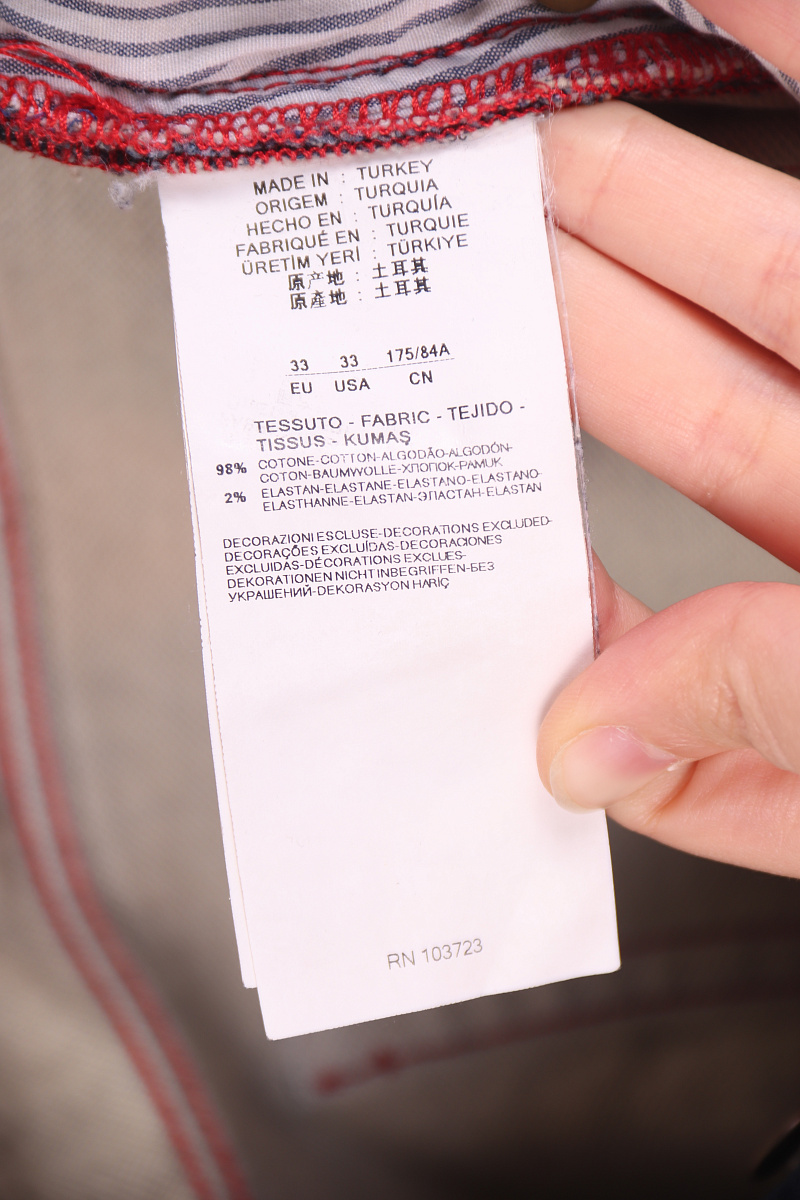 MADE IN : TURKEY
ORIGEM : TURQUIA
HECHO EN : TURQUÍA
FABRIQUÉ EN : TURQUIE
ÜRETİM YERİ : TÜRKIYE
原产地 : 土耳其
原產地 : 土耳其
33 33 175/84A
EU USA CN
TESSUTO - FABRIC - TEJIDO -
TISSUS - KUMAŞ
98% COTONE-COTTON-ALGODÃO-ALGODÓN-
COTON-BAUMWOLLE-ХЛОПОК-PAMUK
2% ELASTAN-ELASTANE-ELASTANO-ELASTANO-
ELASTHANNE-ELASTAN-ЭЛАСТАН-ELASTAN
DECORAZIONI ESCLUSE-DECORATIONS EXCLUDED-
DECORAÇÕES EXCLUÍDAS-DECORACIONES
EXCLUIDAS-DÉCORATIONS EXCLUES-
DEKORATIONEN NICHT INBEGRIFFEN-БЕЗ
УКРАШЕНИЙ-DEKORASYON HARİÇ
RN 103723